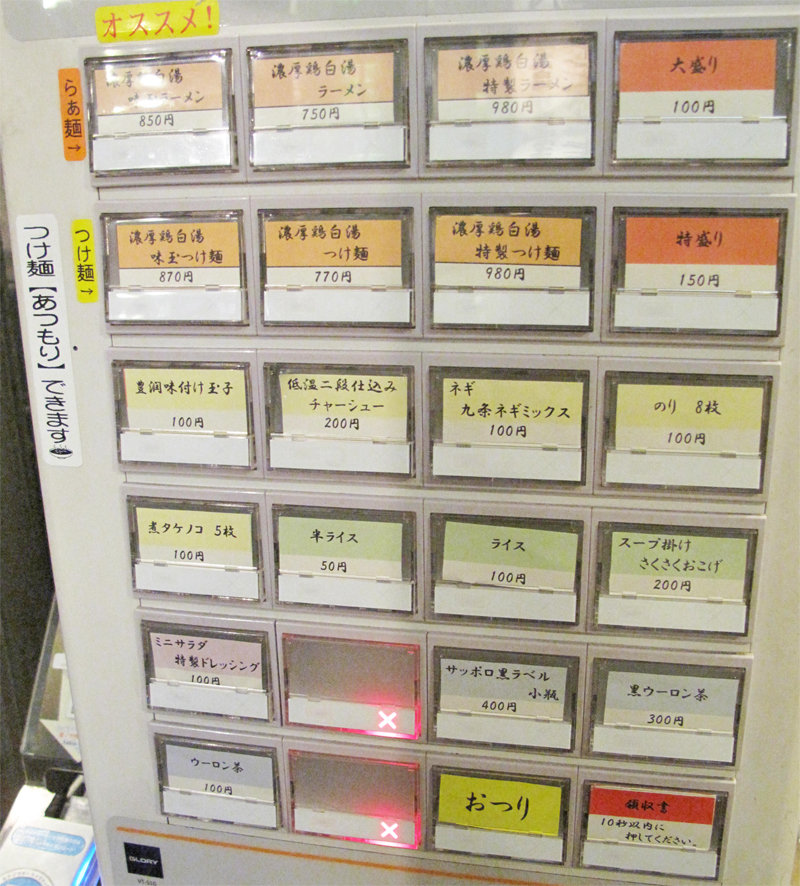 オススメ!
らぁ麺→
濃厚鶏白湯
味玉ラーメン
850円
濃厚鶏白湯
ラーメン
750円
濃厚鶏白湯
特製ラーメン
980円
大盛り
100円
つけ麺→
つけ麺【あつもり】できます
濃厚鶏白湯
味玉つけ麺
870円
濃厚鶏白湯
つけ麺
770円
濃厚鶏白湯
特製つけ麺
980円
特盛り
150円
豊潤味付け玉子
100円
低温二段仕込み
チャーシュー
200円
ネギ
九条ネギミックス
100円
のり 8枚
100円
煮タケノコ 5枚
100円
半ライス
50円
ライス
100円
スープ掛け
さくさくおこげ
200円
ミニサラダ
特製ドレッシング
100円
サッポロ黒ラベル
小瓶
400円
黒ウーロン茶
300円
ウーロン茶
100円
おつり
領収書
10秒以内に
押してください。
GLORY